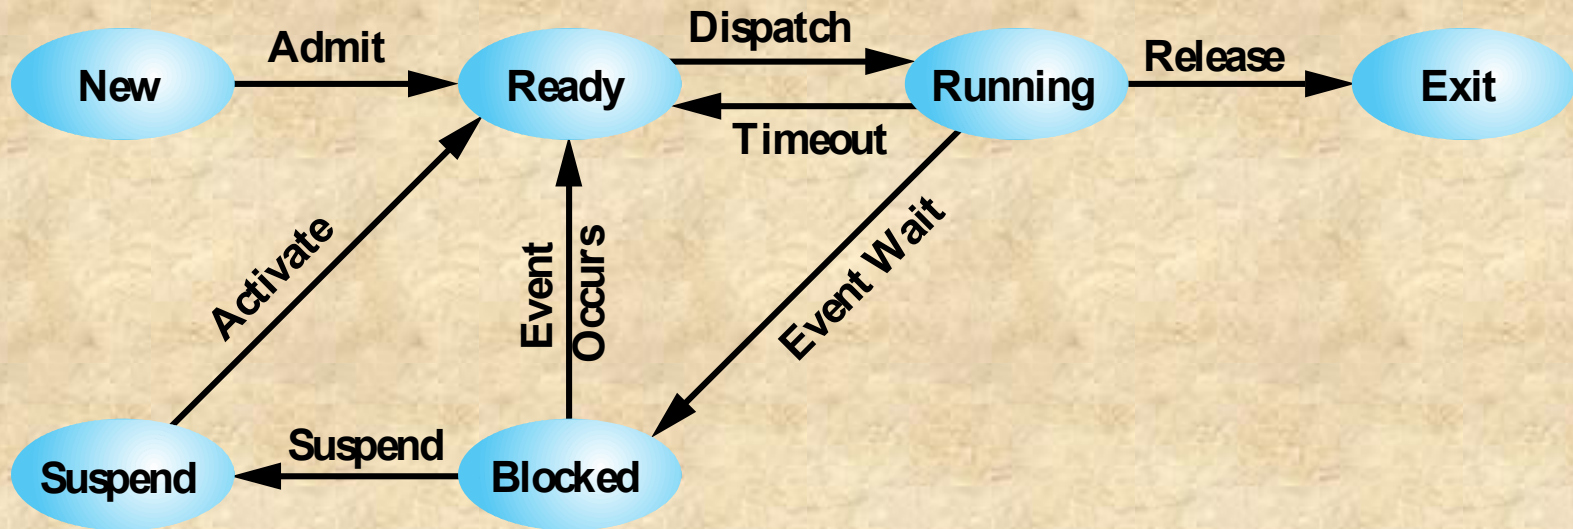 Admit
Dispatch
Release
New
Ready
Running
Exit
Timeout
Activate
Event
Occurs
Event Wait
Suspend
Suspend
Blocked